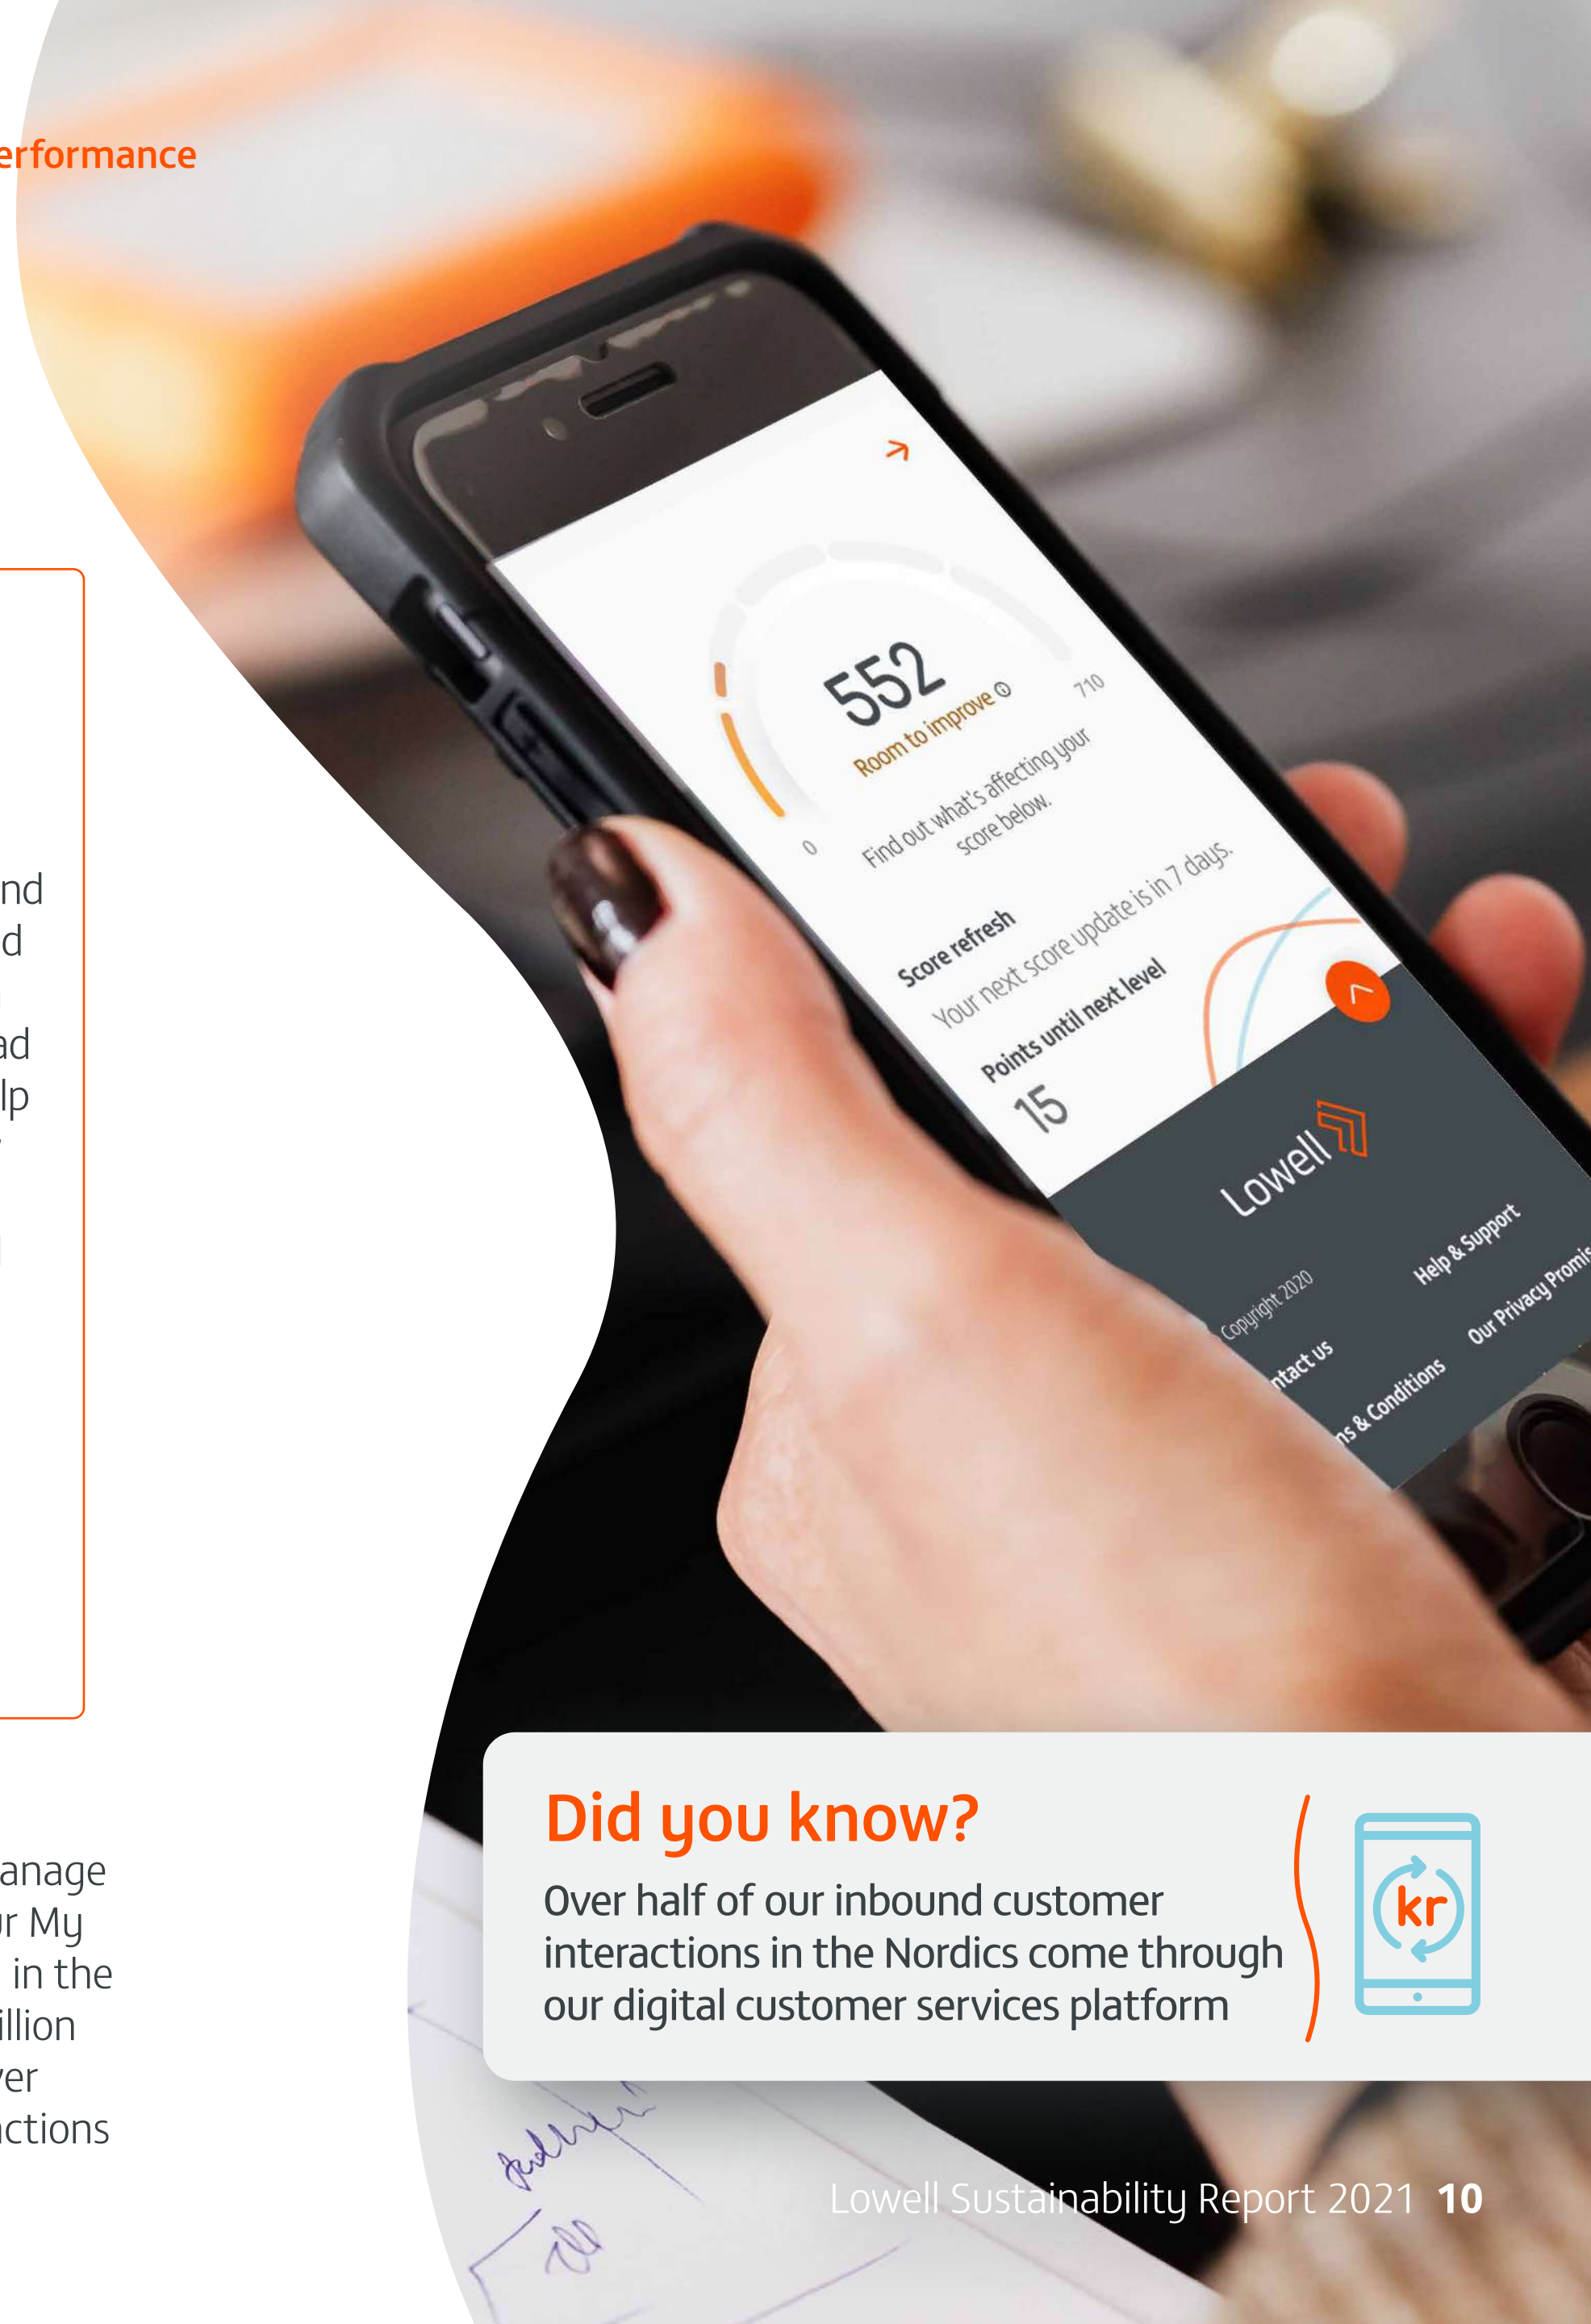 erformance
nd
d
ad
lp
552
Room to improve
0
710
Find out what's affecting your
score below.
Score refresh
Your next score update is in 7 days.
Points until next level
15
Lowell
Copyright 2020
Help & Support
ntact us
Our Privacy Promis
ns & Conditions
anage
ur My
in the
illion
ver
actions
Did you know?
Over half of our inbound customer
interactions in the Nordics come through
our digital customer services platform
kr
Lowell Sustainability Report 2021 10